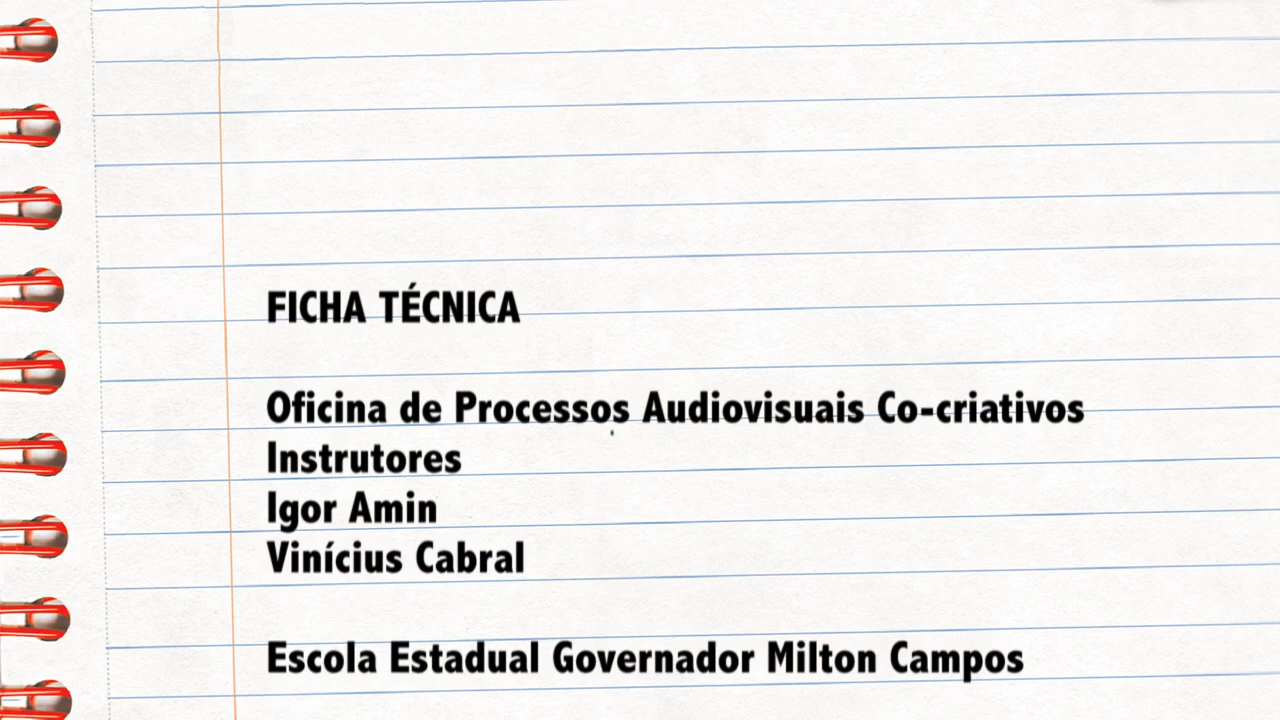 FICHA TÉCNICA
Oficina de Processos Audiovisuais Co-criativos
Instrutores
Igor Amin
Vinícius Cabral
Escola Estadual Governador Milton Campos